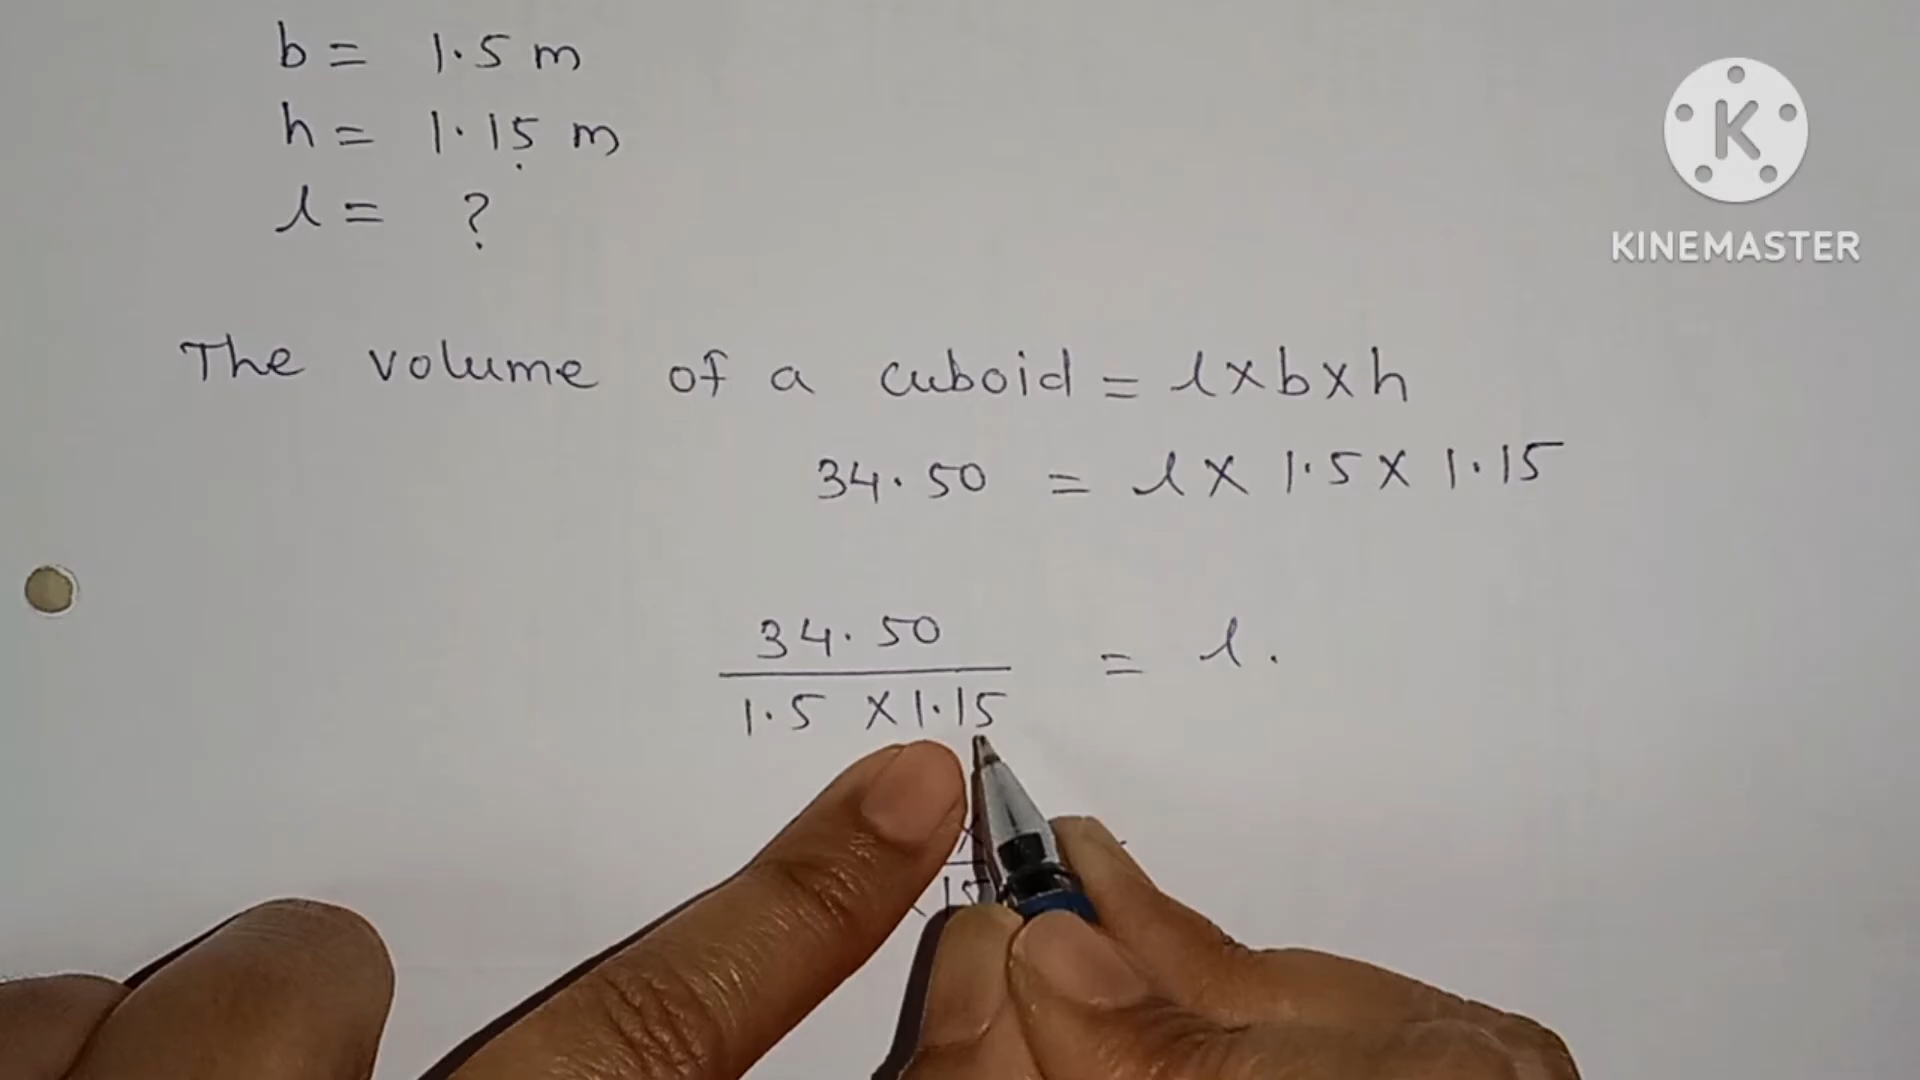 b = 1.5 m
h = 1.15 m
l = ?
KINEMASTER
The volume of a cuboid = l × b × h
34.50 = l × 1.5 × 1.15
34.50
1.5 × 1.15
= l.
15